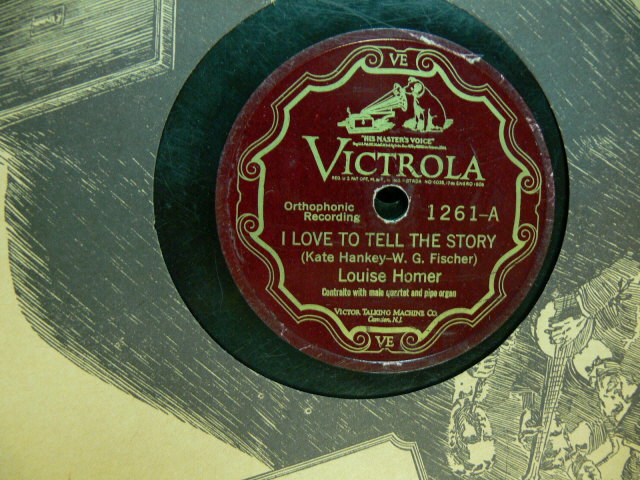 VE
"HIS MASTER'S VOICE"
VICTROLA
Orthophonic
Recording
1261-A
I LOVE TO TELL THE STORY
(Kate Hankey–W. G. Fischer)
Louise Homer
Contralto with male quartet and pipe organ
VICTOR TALKING MACHINE CO.
Camden, N.J.
VE